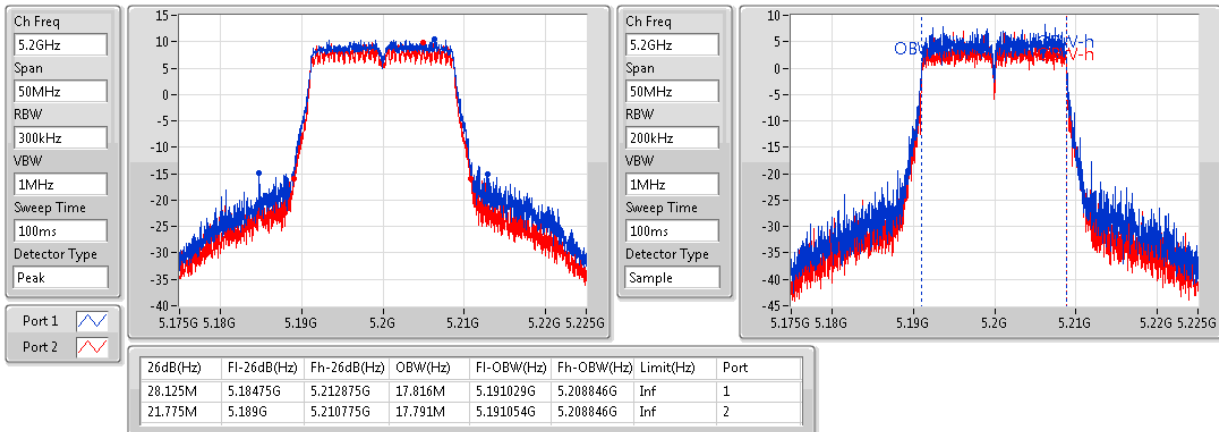 Ch Freq
5.2GHz
Span
50MHz
RBW
300kHz
VBW
1MHz
Sweep Time
100ms
Detector Type
Peak
Port 1
Port 2
15
10
5
0
-5
-10
-15
-20
-25
-30
-35
-40
5.175G 5.18G 5.19G 5.2G 5.21G 5.22G 5.225G
Ch Freq
5.2GHz
Span
50MHz
RBW
200kHz
VBW
1MHz
Sweep Time
100ms
Detector Type
Sample
10
5
0
-5
-10
-15
-20
-25
-30
-35
-40
-45
5.175G 5.18G 5.19G 5.2G 5.21G 5.22G 5.225G
26dB(Hz) Fl-26dB(Hz) Fh-26dB(Hz) OBW(Hz) Fl-OBW(Hz) Fh-OBW(Hz) Limit(Hz) Port
28.125M 5.18475G 5.212875G 17.816M 5.191029G 5.208846G Inf 1
21.775M 5.189G 5.210775G 17.791M 5.191054G 5.208846G Inf 2